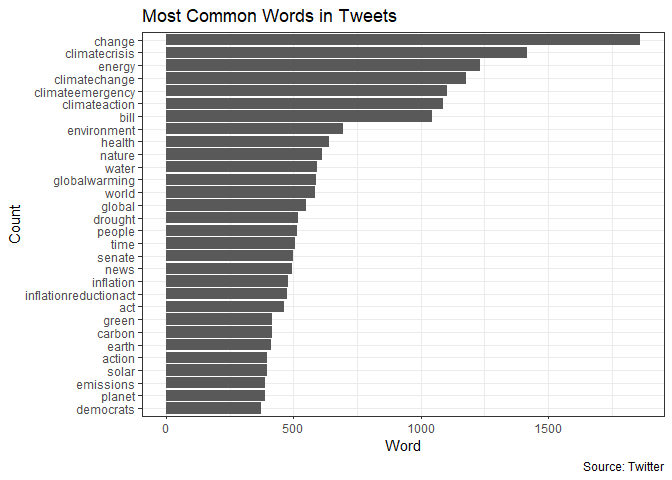 Most Common Words in Tweets
change
climatecrisis
energy
climatechange
climateemergency
climateaction
bill
environment
health
nature
water
globalwarming
world
global
drought
people
time
senate
news
inflation
inflationreductionact
act
green
carbon
earth
action
solar
emissions
planet
democrats
Count
0 500 1000 1500
Word
Source: Twitter